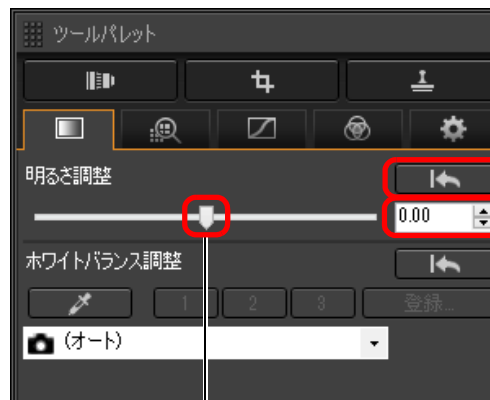 ツールパレット
明るさ調整
0.00
ホワイトバランス調整
1 2 3 登録...
(オート)